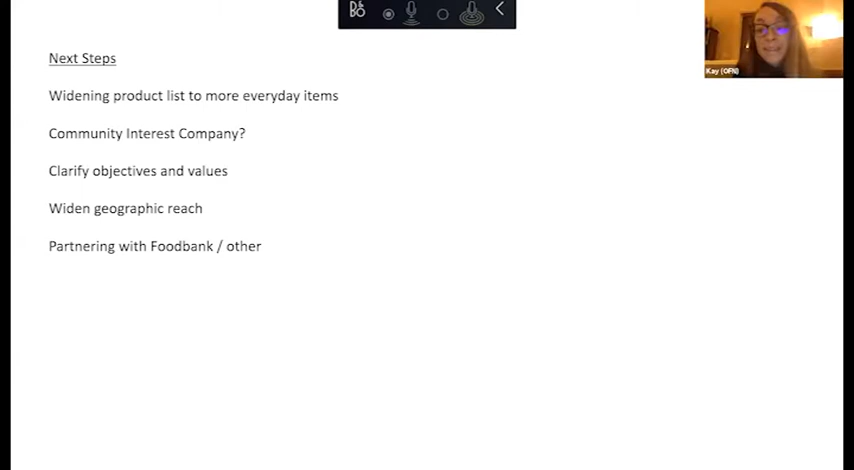 B&O
Kay (OFN)
Next Steps
Widening product list to more everyday items
Community Interest Company?
Clarify objectives and values
Widen geographic reach
Partnering with Foodbank / other